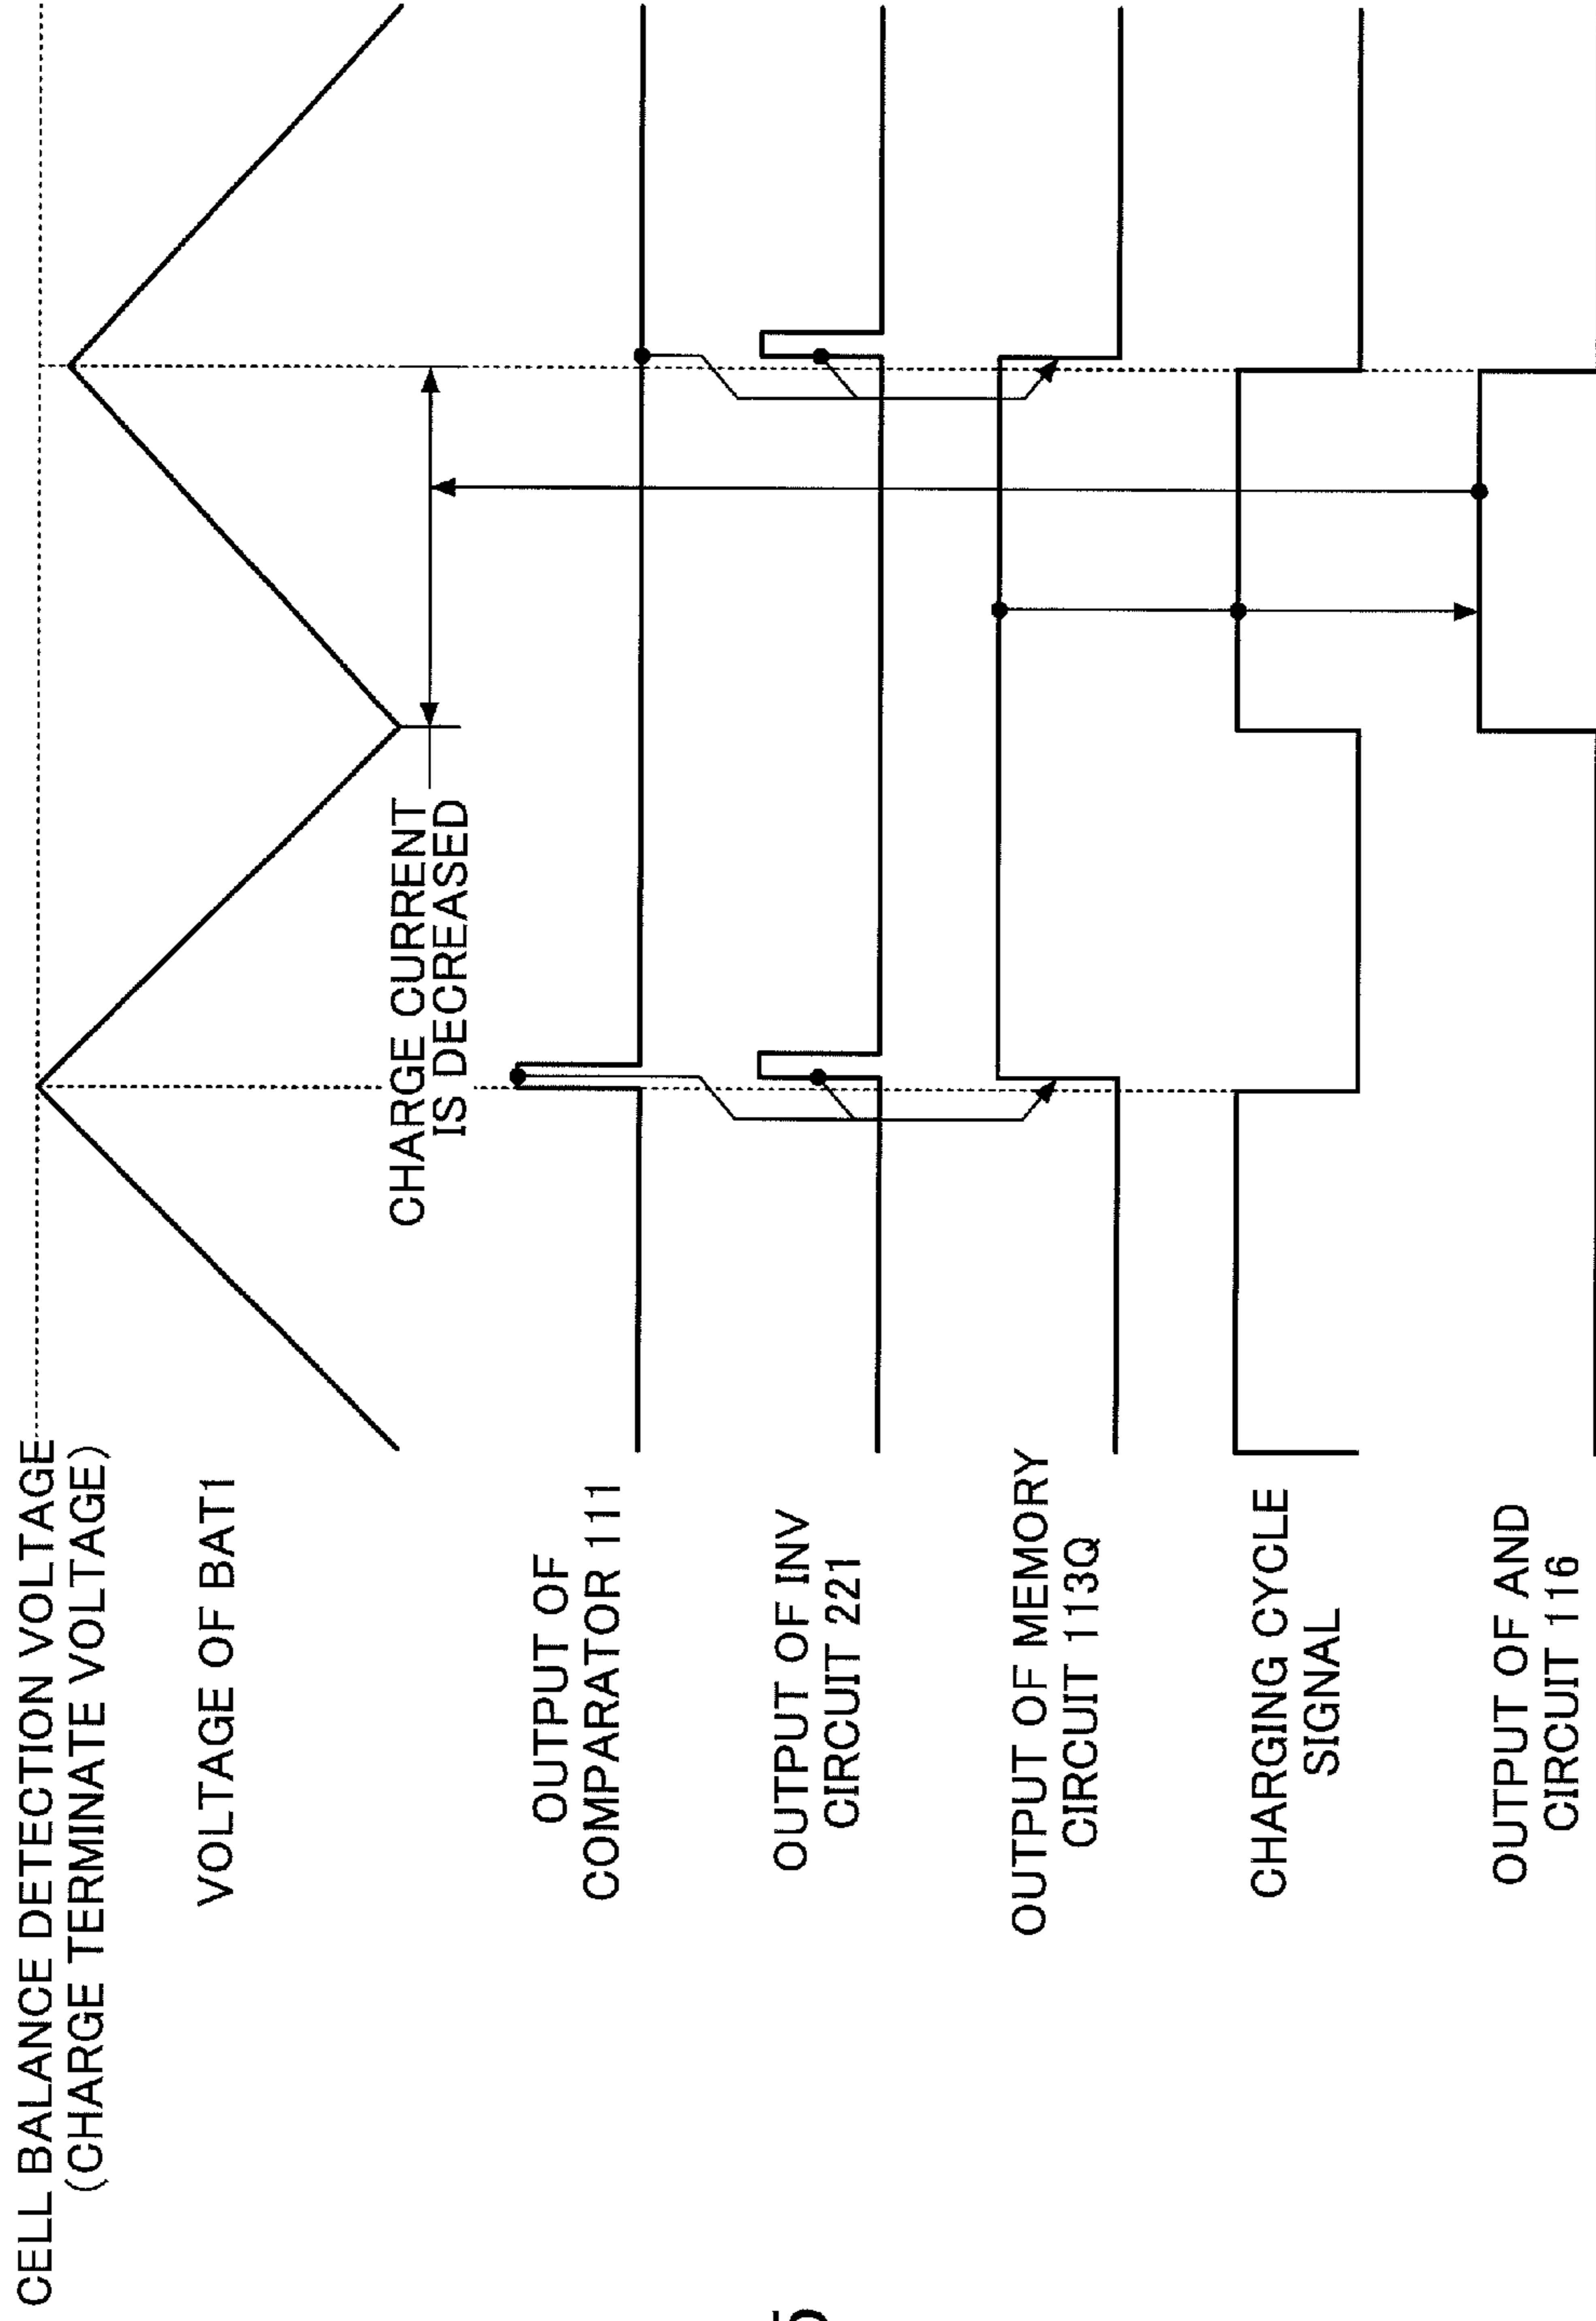 CELL BALANCE DETECTION VOLTAGE
(CHARGE TERMINATE VOLTAGE)
VOLTAGE OF BAT1
CHARGE CURRENT
IS DECREASED
OUTPUT OF
COMPARATOR 111
OUTPUT OF INV
CIRCUIT 221
OUTPUT OF MEMORY
CIRCUIT 113Q
CHARGING CYCLE
SIGNAL
OUTPUT OF AND
CIRCUIT 116